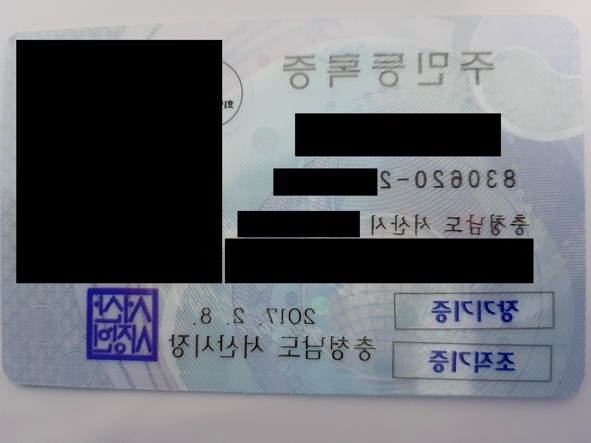 주민등록증
830620-2
충청남도 서산시
장기기증
조직기증
2017. 2. 8.
충청남도 서산시장
서산
시장인